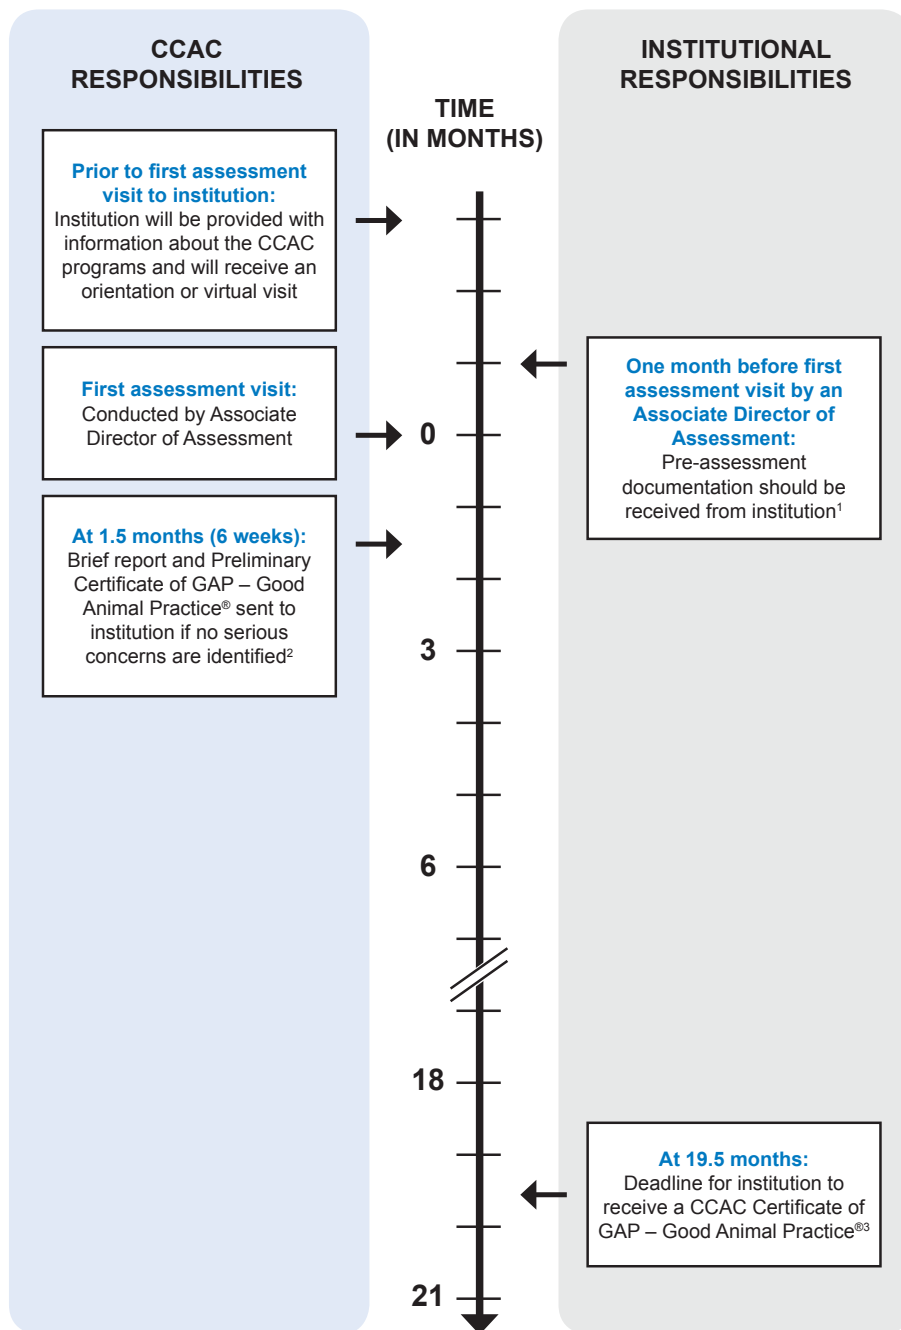 CCAC
RESPONSIBILITIES
INSTITUTIONAL
RESPONSIBILITIES
TIME
(IN MONTHS)
Prior to first assessment
visit to institution:
Institution will be provided with
information about the CCAC
programs and will receive an
orientation or virtual visit
One month before first
assessment visit by an
Associate Director of
Assessment:
Pre-assessment
documentation should be
received from institution¹
First assessment visit:
Conducted by Associate
Director of Assessment
0
At 1.5 months (6 weeks):
Brief report and Preliminary
Certificate of GAP – Good
Animal Practice® sent to
institution if no serious
concerns are identified²
3
6
18
At 19.5 months:
Deadline for institution to
receive a CCAC Certificate of
GAP – Good Animal Practice®³
21